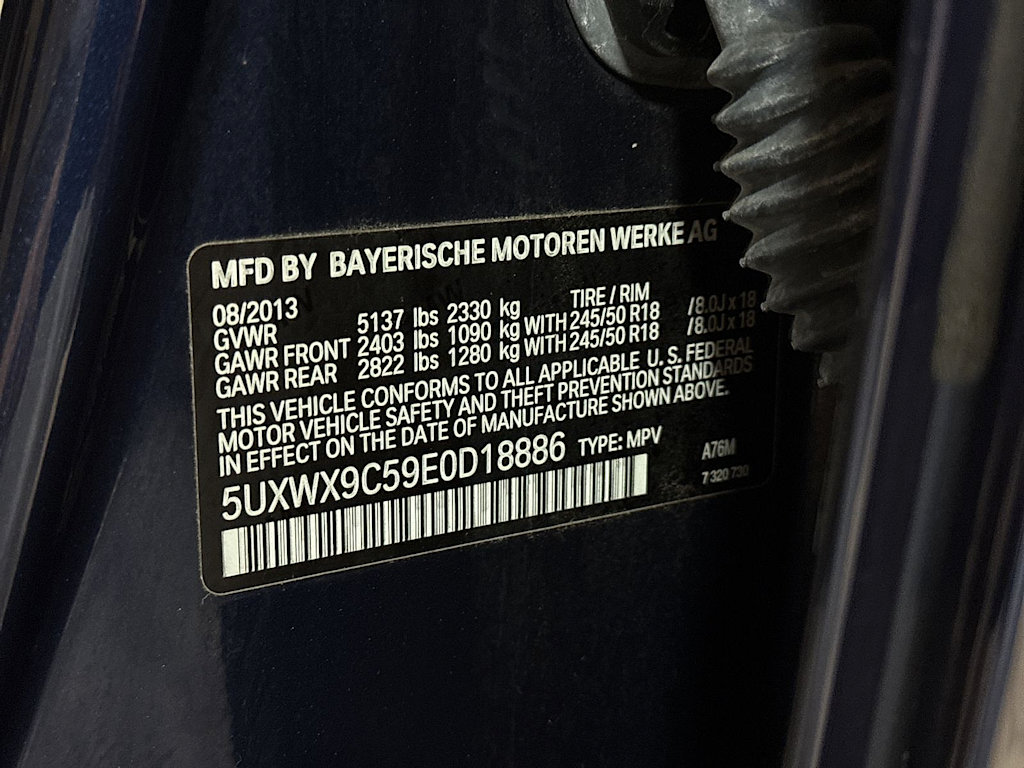 MFD BY BAYERISCHE MOTOREN WERKE AG
08/2013 TIRE / RIM
GVWR 5137 lbs 2330 kg
GAWR FRONT 2403 lbs 1090 kg WITH 245/50 R18 /8.0J x 18
GAWR REAR 2822 lbs 1280 kg WITH 245/50 R18 /8.0J x 18
THIS VEHICLE CONFORMS TO ALL APPLICABLE U. S. FEDERAL
MOTOR VEHICLE SAFETY AND THEFT PREVENTION STANDARDS
IN EFFECT ON THE DATE OF MANUFACTURE SHOWN ABOVE.
5UXWX9C59E0D18886 TYPE: MPV A76M
7 320 730